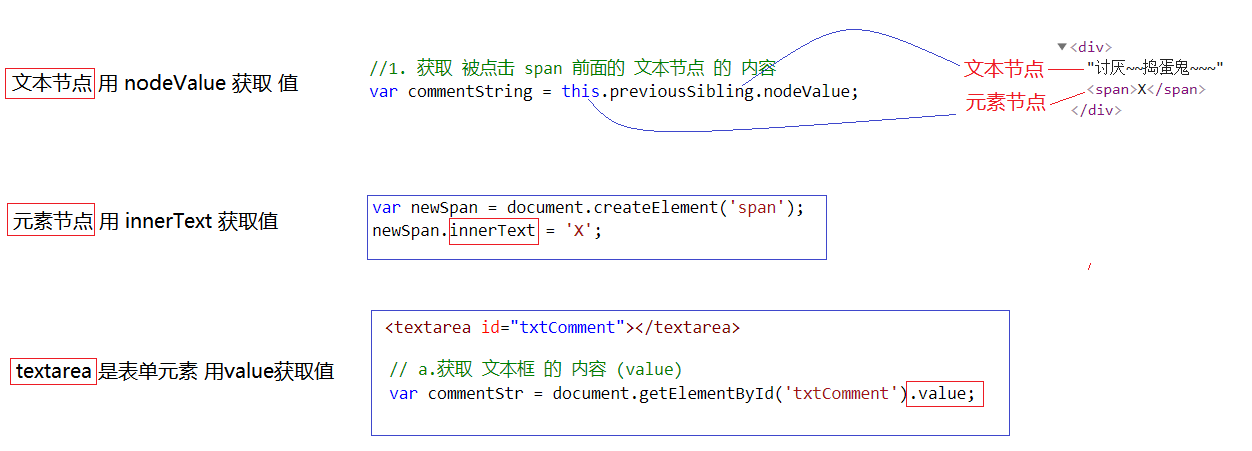 文本节点 用 nodeValue 获取 值
//1. 获取 被点击 span 前面的 文本节点 的 内容
var commentString = this.previousSibling.nodeValue;
文本节点
元素节点
<div>
"讨厌~~捣蛋鬼~~~"
<span>X</span>
</div>
元素节点 用 innerText 获取值
var newSpan = document.createElement('span');
newSpan.innerText = 'X';
textarea 是表单元素 用value获取值
<textarea id="txtComment"></textarea>
// a.获取 文本框 的 内容 (value)
var commentStr = document.getElementById('txtComment').value;